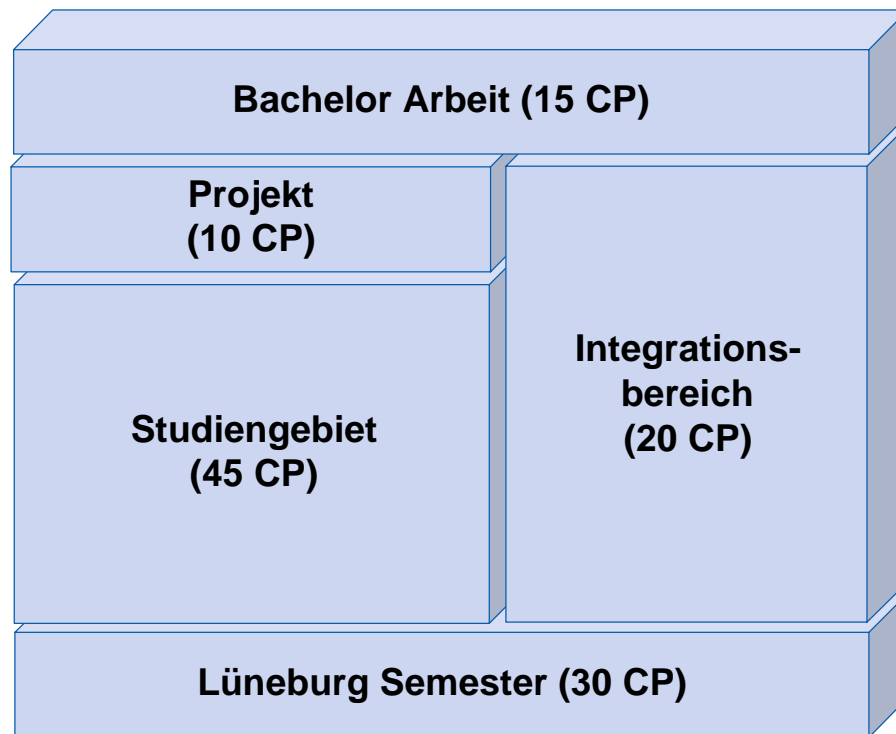 Bachelor Arbeit (15 CP)
Projekt
(10 CP)
Studiengebiet
(45 CP)
Integrations-
bereich
(20 CP)
Lüneburg Semester (30 CP)